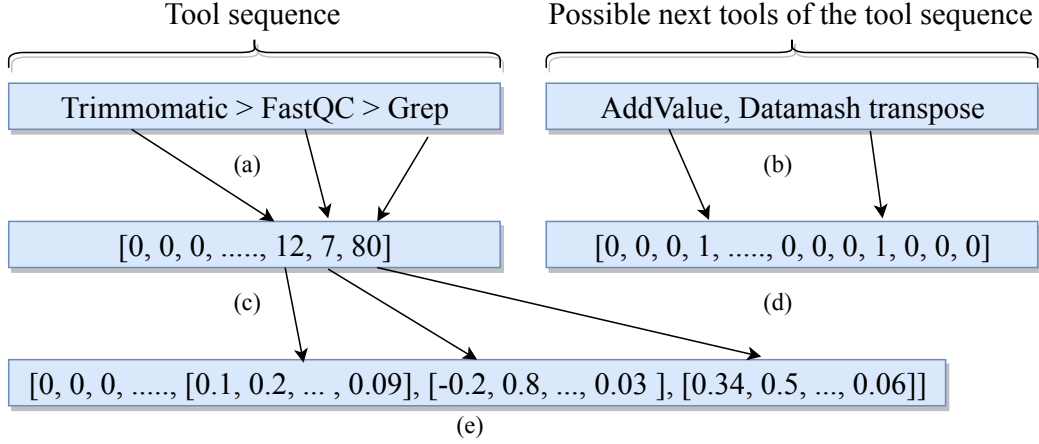 Tool sequence
Possible next tools of the tool sequence
Trimmomatic > FastQC > Grep
AddValue, Datamash transpose
(a)
(b)
[0, 0, 0, ....., 12, 7, 80]
[0, 0, 0, 1, ....., 0, 0, 0, 1, 0, 0, 0]
(c)
(d)
[0, 0, 0, ....., [0.1, 0.2, ... , 0.09], [-0.2, 0.8, ..., 0.03 ], [0.34, 0.5, ..., 0.06]]
(e)